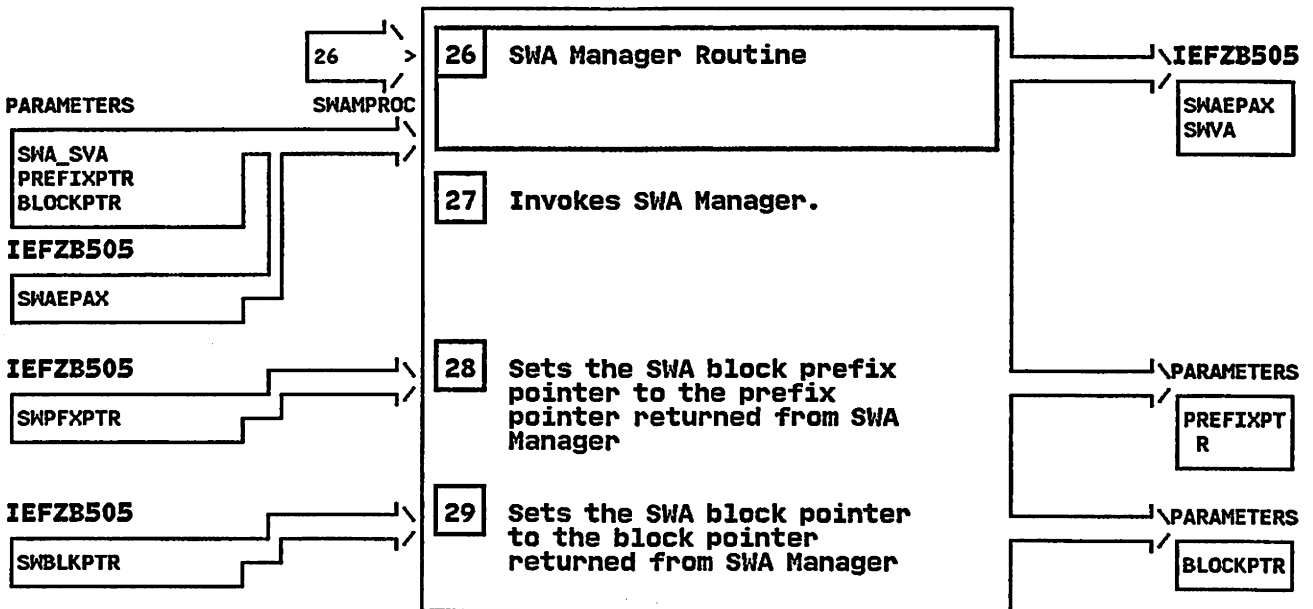 26
PARAMETERS
SWAMPROC
SWA_SVA
PREFIXPTR
BLOCKPTR
IEFZB505
SWAEPAX
26 SWA Manager Routine
IEFZB505
SWAEPAX
SWVA
27 Invokes SWA Manager.
IEFZB505
SWPFXPTR
28 Sets the SWA block prefix
pointer to the prefix
pointer returned from SWA
Manager
PARAMETERS
PREFIXPT
R
IEFZB505
SWBLKPTR
29 Sets the SWA block pointer
to the block pointer
returned from SWA Manager
PARAMETERS
BLOCKPTR